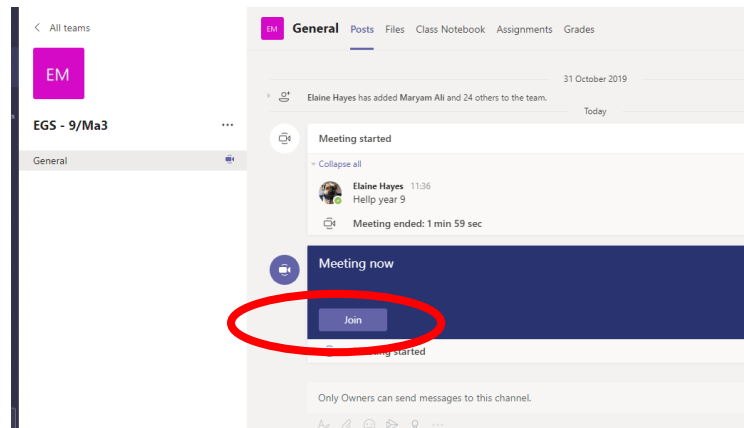 All teams
EM
EGS - 9/Ma3
...
General
EM General Posts Files Class Notebook Assignments Grades
31 October 2019
Elaine Hayes has added Maryam Ali and 24 others to the team.
Today
Meeting started
Collapse all
Elaine Hayes 11:36
Hellp year 9
Meeting ended: 1 min 59 sec
Meeting now
Join
started
Only Owners can send messages to this channel.